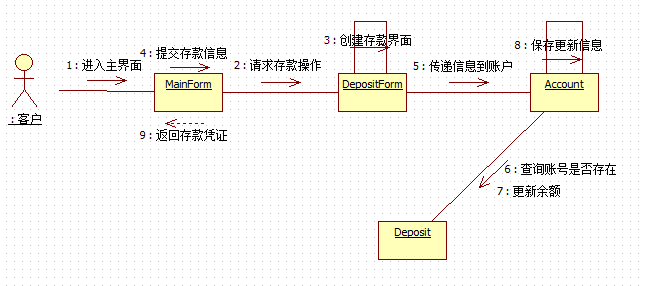 3：创建存款界面
8：保存更新信息
4：提交存款信息
1：进入主界面
2：请求存款操作
5：传递信息到账户
MainForm
DepositForm
Account
：客户
9：返回存款凭证
6：查询账号是否存在
7：更新余额
Deposit